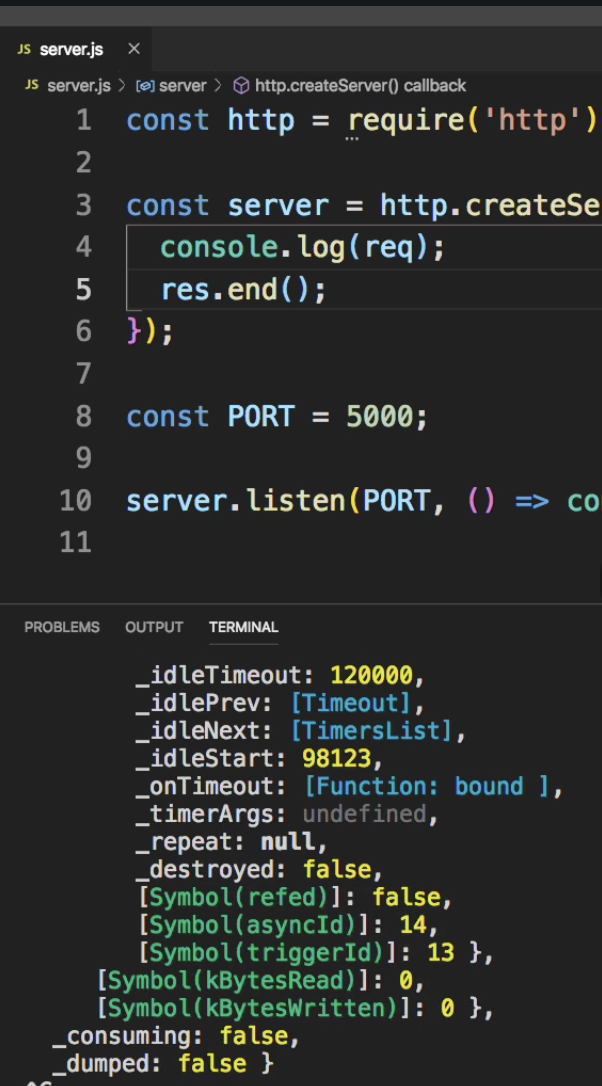 JS server.js ×
JS server.js > server > http.createServer() callback
1 const http = require('http')
2
3 const server = http.createSe
4 console.log(req);
5 res.end();
6 });
7
8 const PORT = 5000;
9
10 server.listen(PORT, () => co
11
PROBLEMS OUTPUT TERMINAL
_idleTimeout: 120000,
_idlePrev: [Timeout],
_idleNext: [TimersList],
_idleStart: 98123,
_onTimeout: [Function: bound ],
_timerArgs: undefined,
_repeat: null,
_destroyed: false,
[Symbol(refed)]: false,
[Symbol(asyncId)]: 14,
[Symbol(triggerId)]: 13 },
[Symbol(kBytesRead)]: 0,
[Symbol(kBytesWritten)]: 0 },
_consuming: false,
_dumped: false }